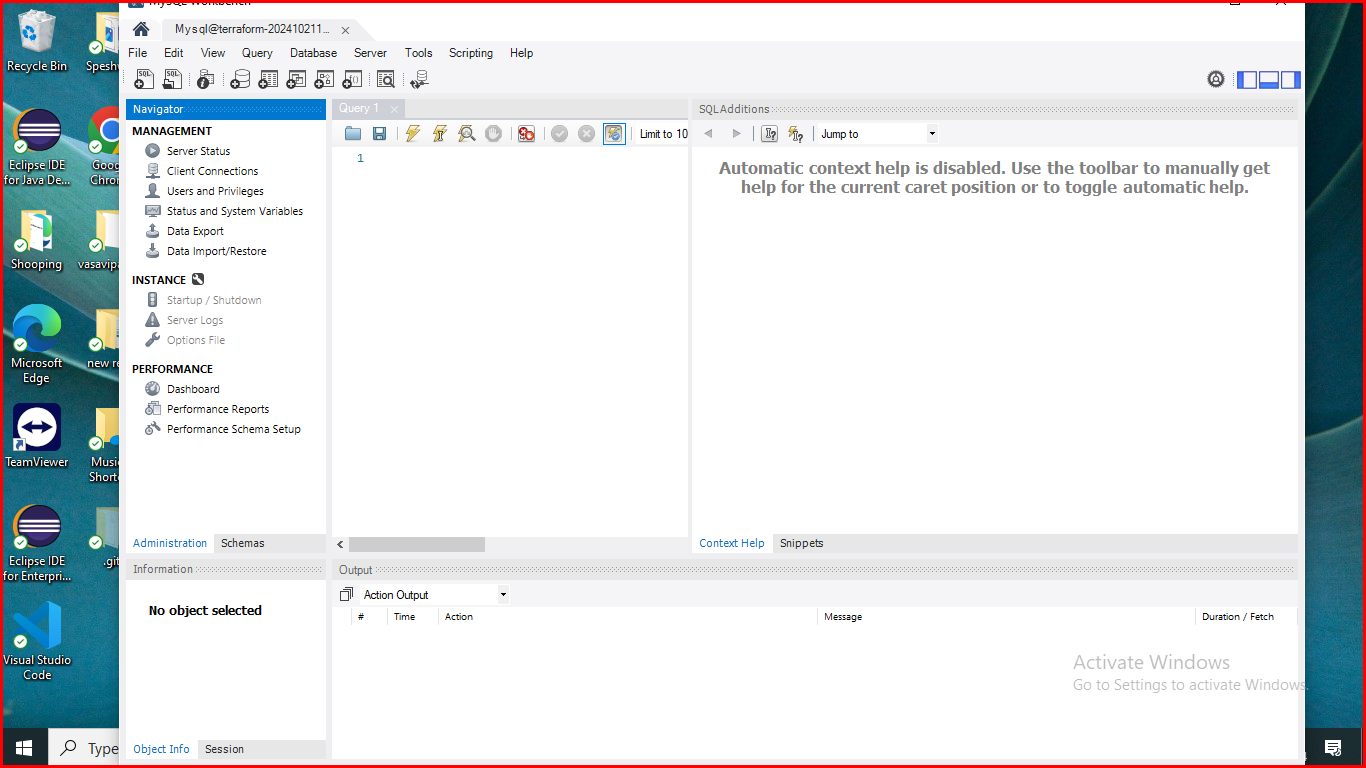 MySQL Workbench
Mysql@terraform-202410211...
File Edit View Query Database Server Tools Scripting Help
Navigator
MANAGEMENT
Server Status
Client Connections
Users and Privileges
Status and System Variables
Data Export
Data Import/Restore
INSTANCE
Startup / Shutdown
Server Logs
Options File
PERFORMANCE
Dashboard
Performance Reports
Performance Schema Setup
Administration Schemas
Information
No object selected
Object Info Session
Query 1
Limit to 10
1
SQLAdditions
Jump to
Automatic context help is disabled. Use the toolbar to manually get
help for the current caret position or to toggle automatic help.
Context Help Snippets
Output
Action Output
# Time Action Message Duration / Fetch
Activate Windows
Go to Settings to activate Windows.
Recycle Bin
Eclipse IDE
for Java De...
Shooping
Microsoft
Edge
TeamViewer
Eclipse IDE
for Enterpri...
Visual Studio
Code
Spesh
Goog
Chron
vasavipa
new re
Music
Shortc
.git
Type